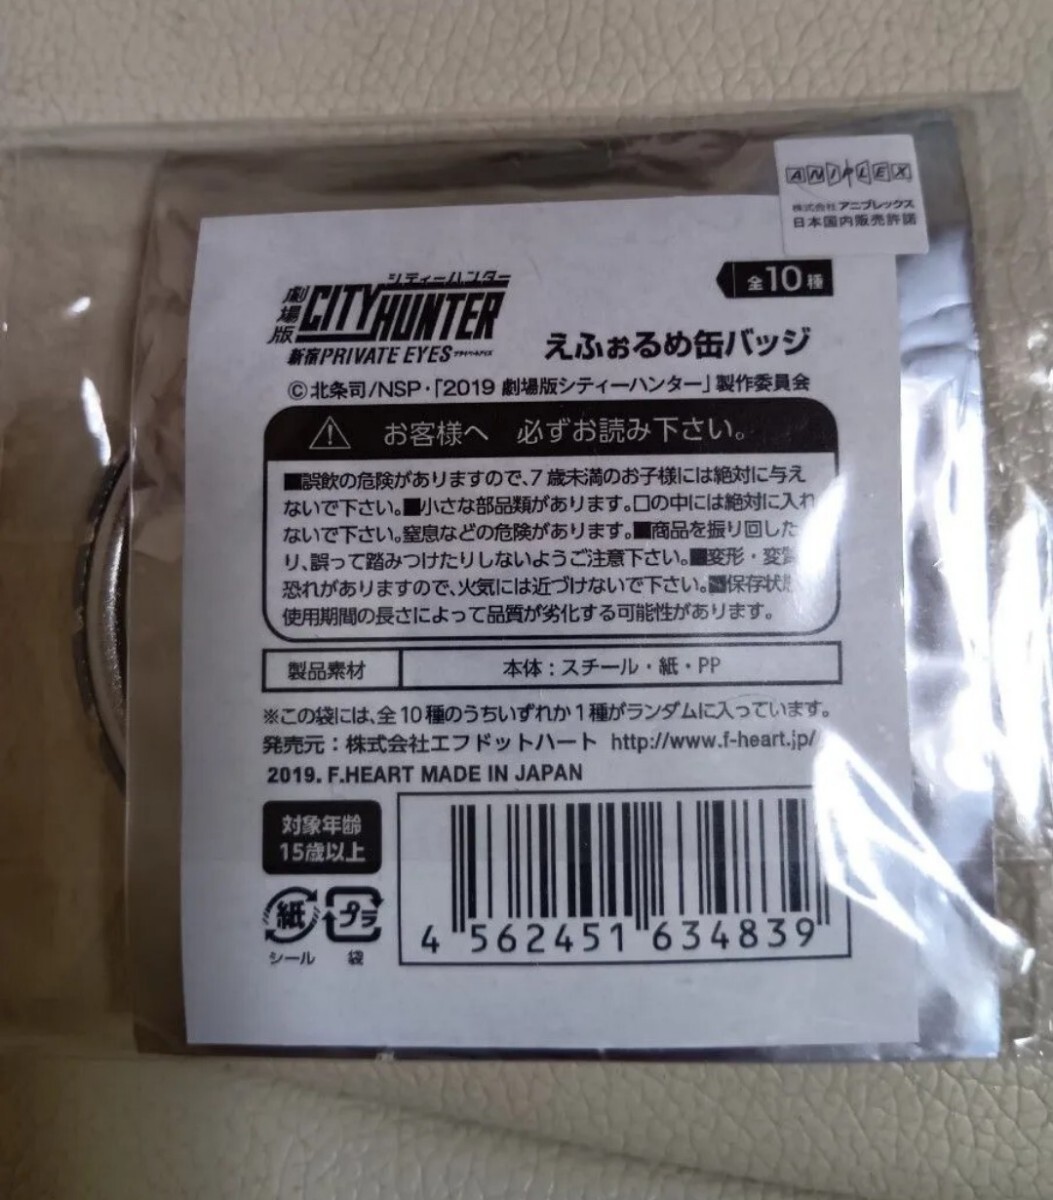 ANIPLEX
株式会社アニプレックス
日本国内販売許諾
全10種
劇場版
シティーハンター
CITY HUNTER
新宿PRIVATE EYES プライベート・アイズ
えふぉるめ缶バッジ
©北条司/NSP・「2019 劇場版シティーハンター」製作委員会
お客様へ 必ずお読み下さい。
■誤飲の危険がありますので、7歳未満のお子様には絶対に与え
ないで下さい。■小さな部品類があります。口の中には絶対に入れ
ないで下さい。窒息などの危険があります。■商品を振り回した
り、誤って踏みつけたりしないようご注意下さい。■変形・変質
恐れがありますので、火気には近づけないで下さい。■保存状態
使用期間の長さによって品質が劣化する可能性があります。
製品素材
本体:スチール・紙・PP
※この袋には、全10種のうちいずれか1種がランダムに入っています。
発売元:株式会社エフドットハート http://www.f-heart.jp/
2019. F.HEART MADE IN JAPAN
対象年齢
15歳以上
紙
プラ
シール
袋
4 562451 634839